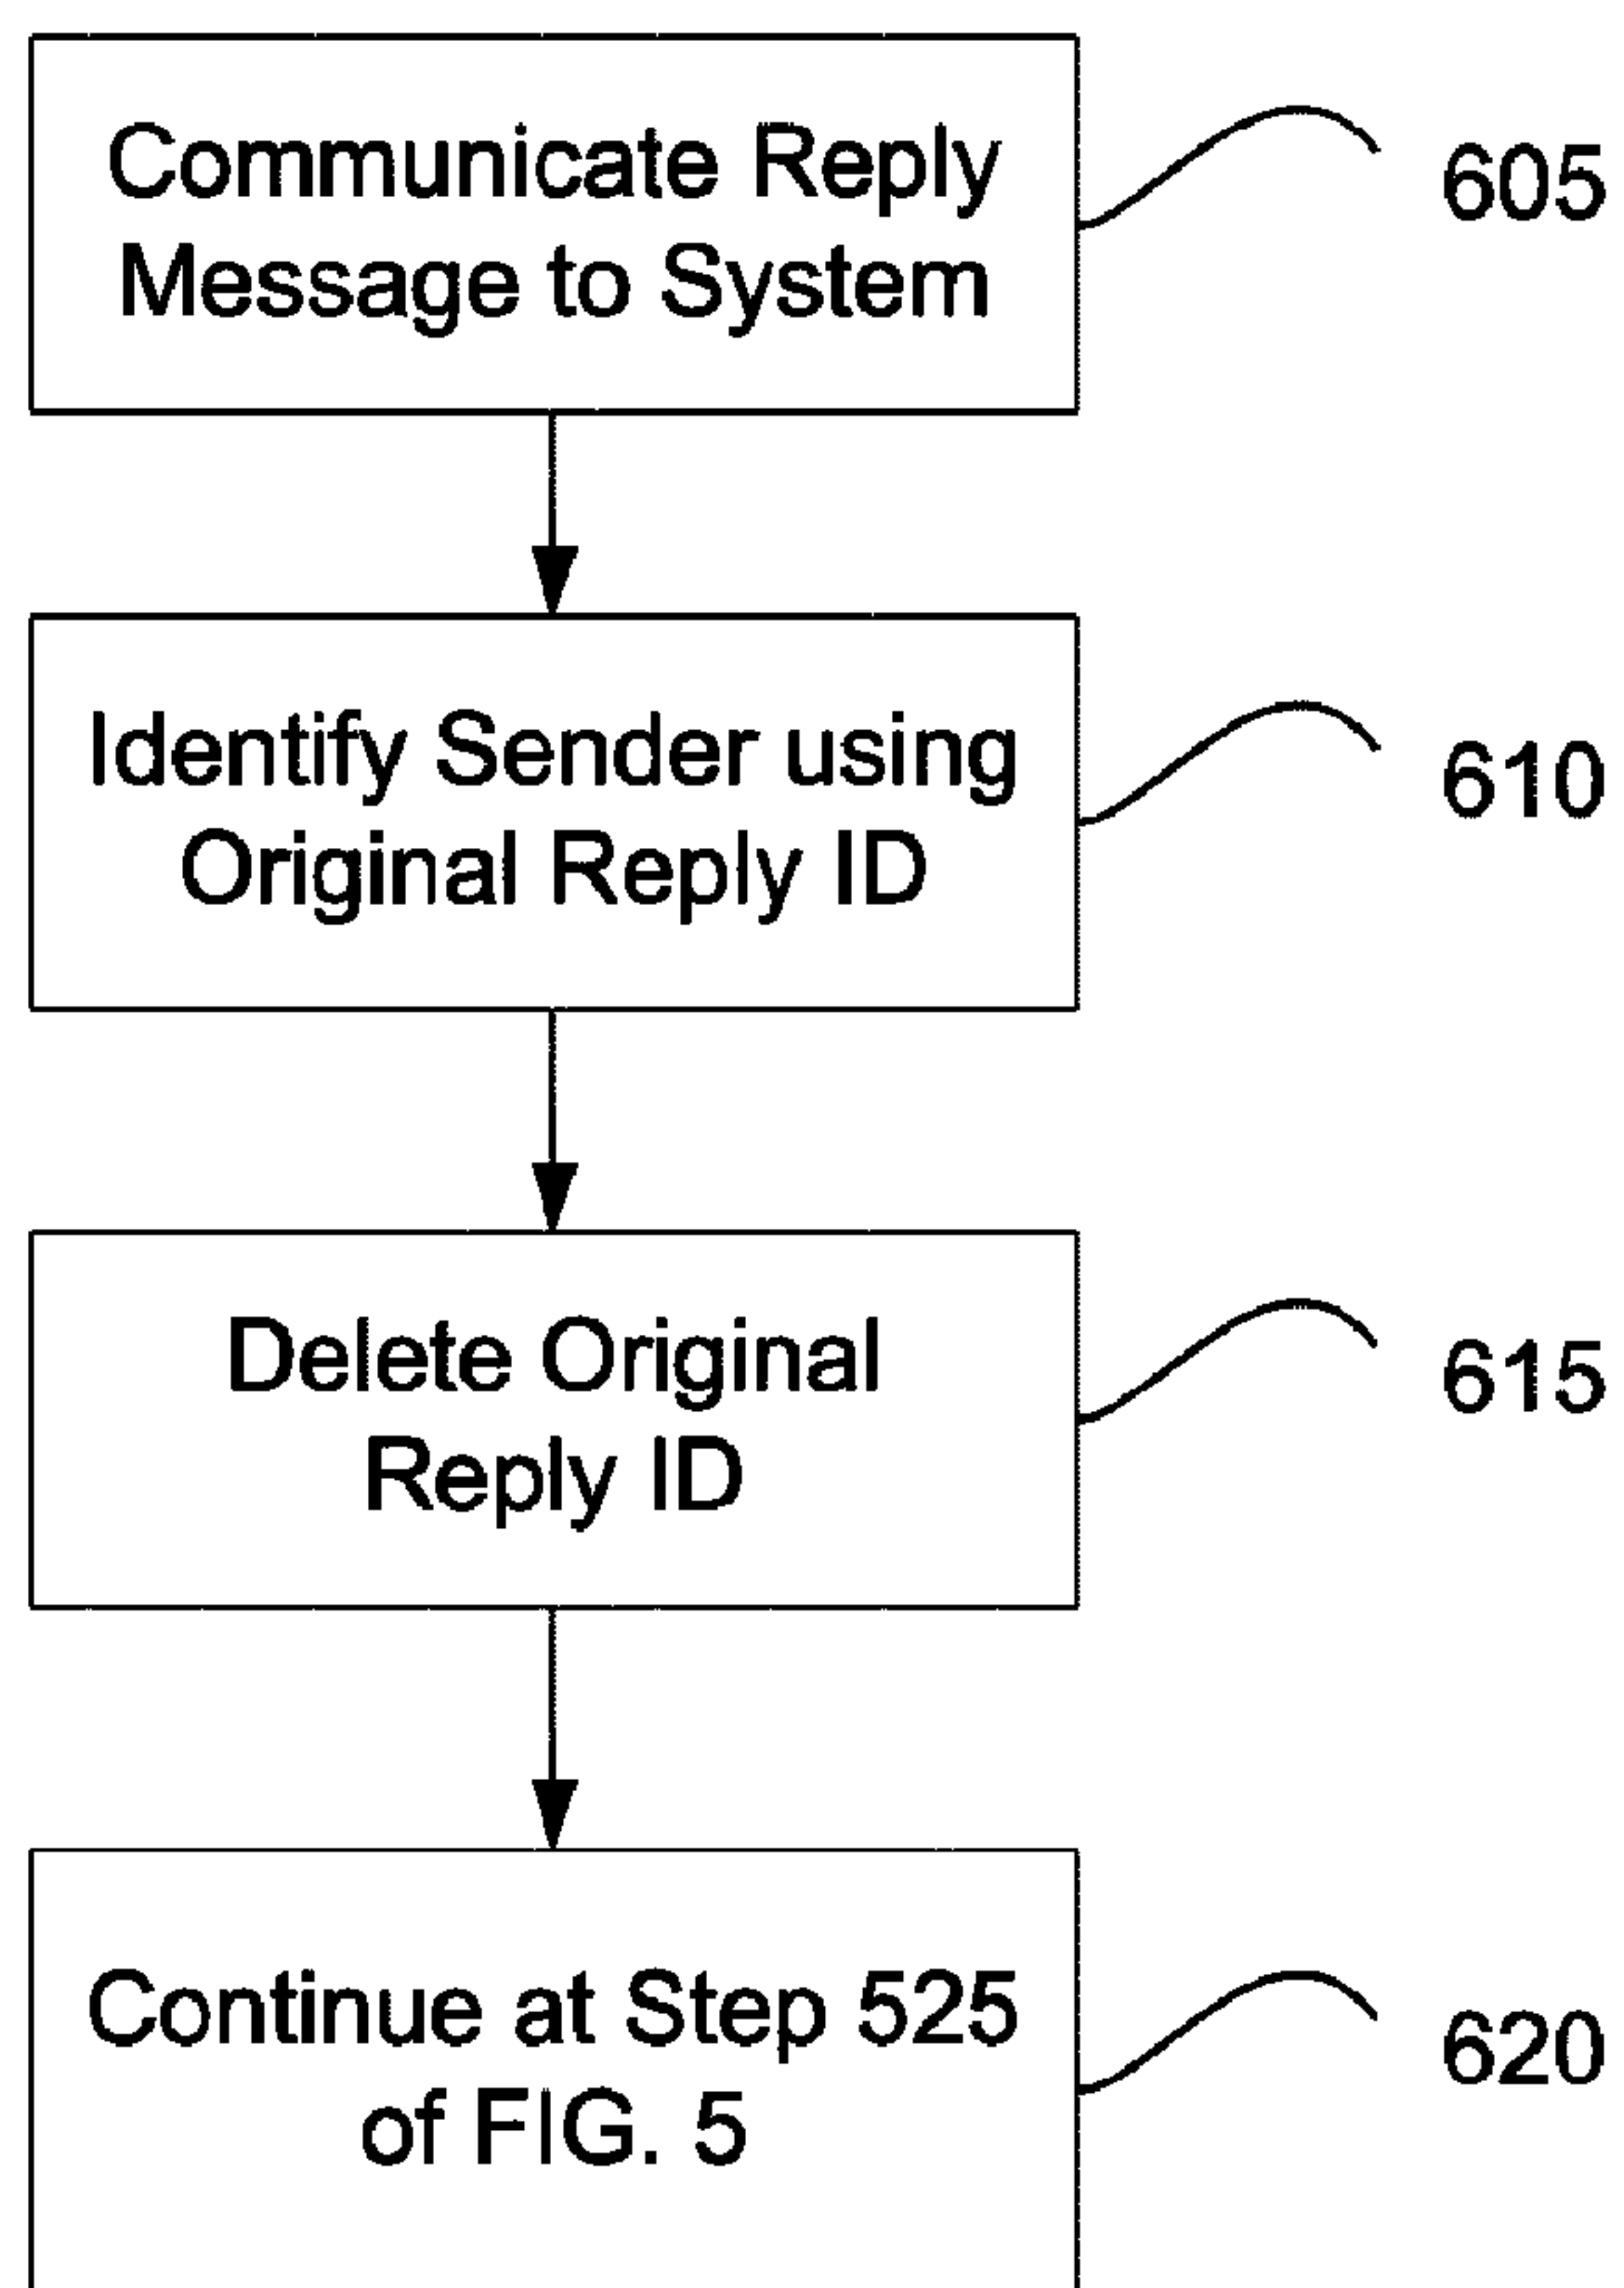 Communicate Reply
Message to System
605
Identify Sender using
Original Reply ID
610
Delete Original
Reply ID
615
Continue at Step 525
of FIG. 5
620